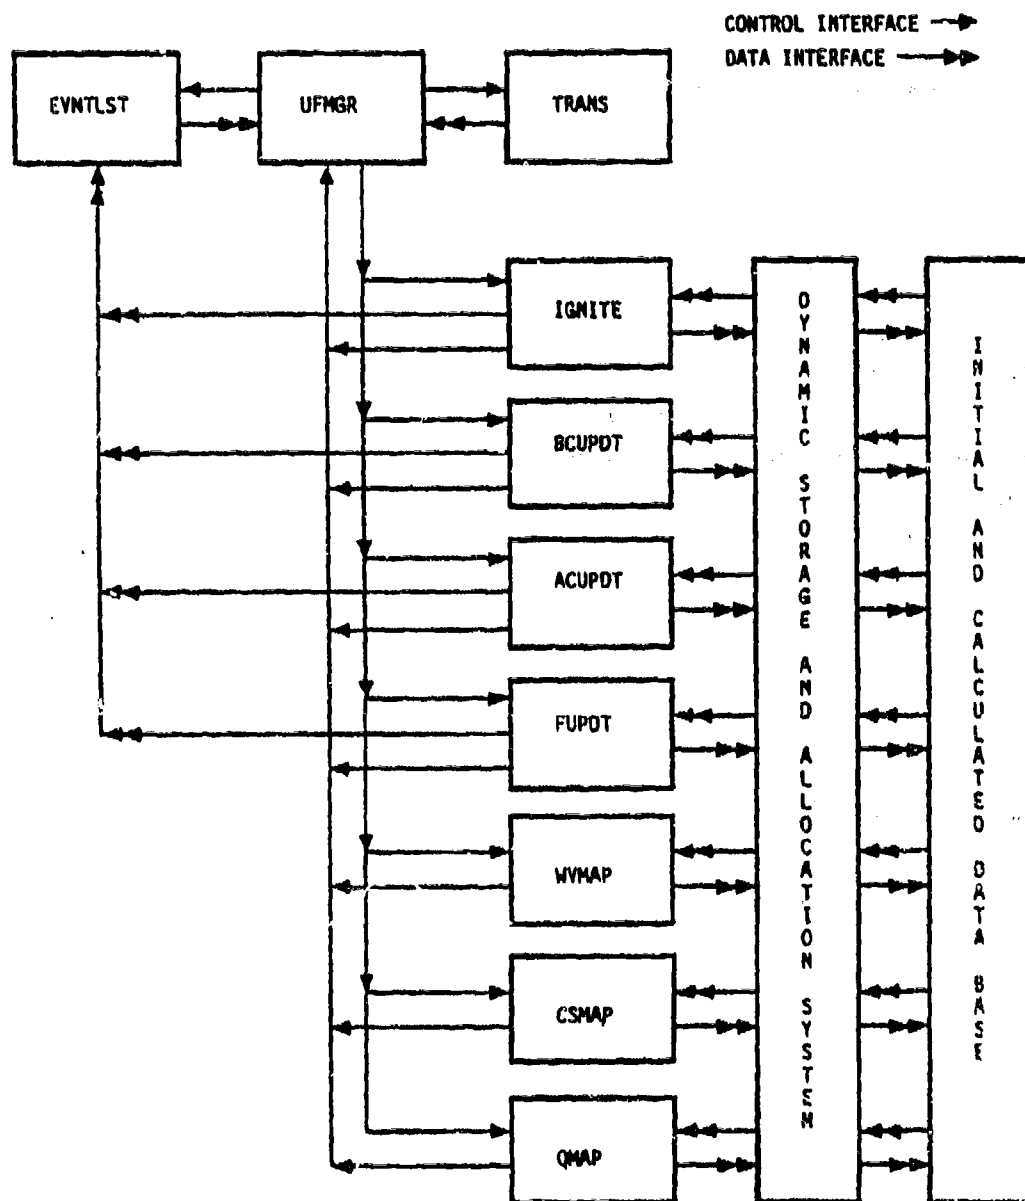 CONTROL INTERFACE
DATA INTERFACE
EVNTLST
UFMGR
TRANS
IGNITE
BCUPDT
ACUPDT
FUPDT
WVMAP
CSMAP
QMAP
DYNAMIC STORAGE AND ALLOCATION SYSTEM
INITIAL AND CALCULATED DATA BASE